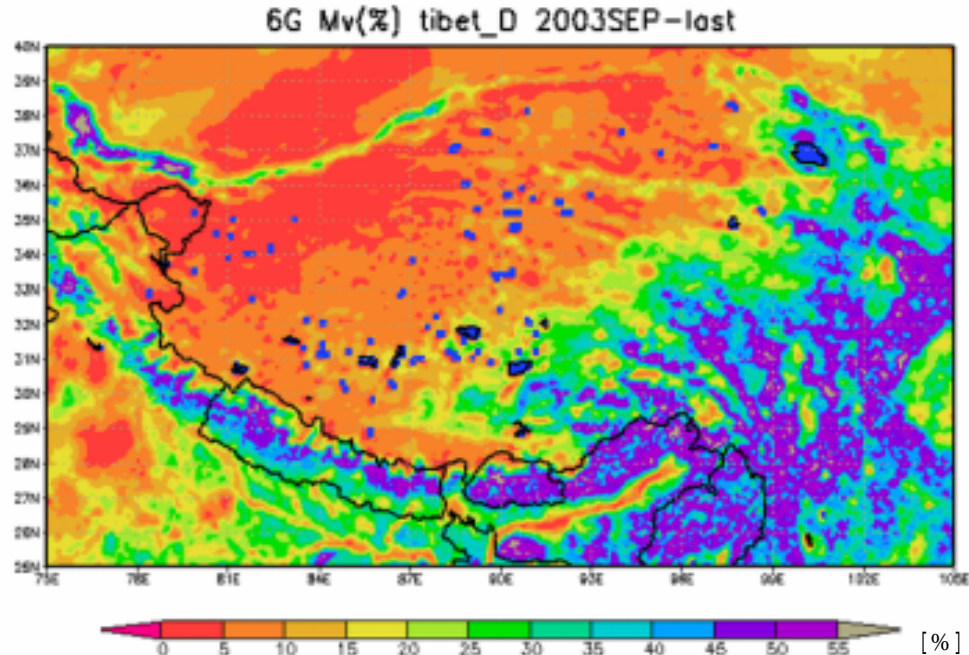 6G Mv(%) tibet_D 2003SEP-last
40N
39N
38N
37N
36N
35N
34N
33N
32N
31N
30N
29N
28N
27N
26N
25N
75E 78E 81E 84E 87E 90E 93E 96E 99E 102E 105E
0 5 10 15 20 25 30 35 40 45 50 55 [%]